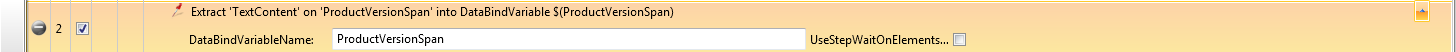 Extract 'TextContent' on 'ProductVersionSpan' into DataBindVariable $(ProductVersionSpan)
2
DataBindVariableName: ProductVersionSpan UseStepWaitOnElements...